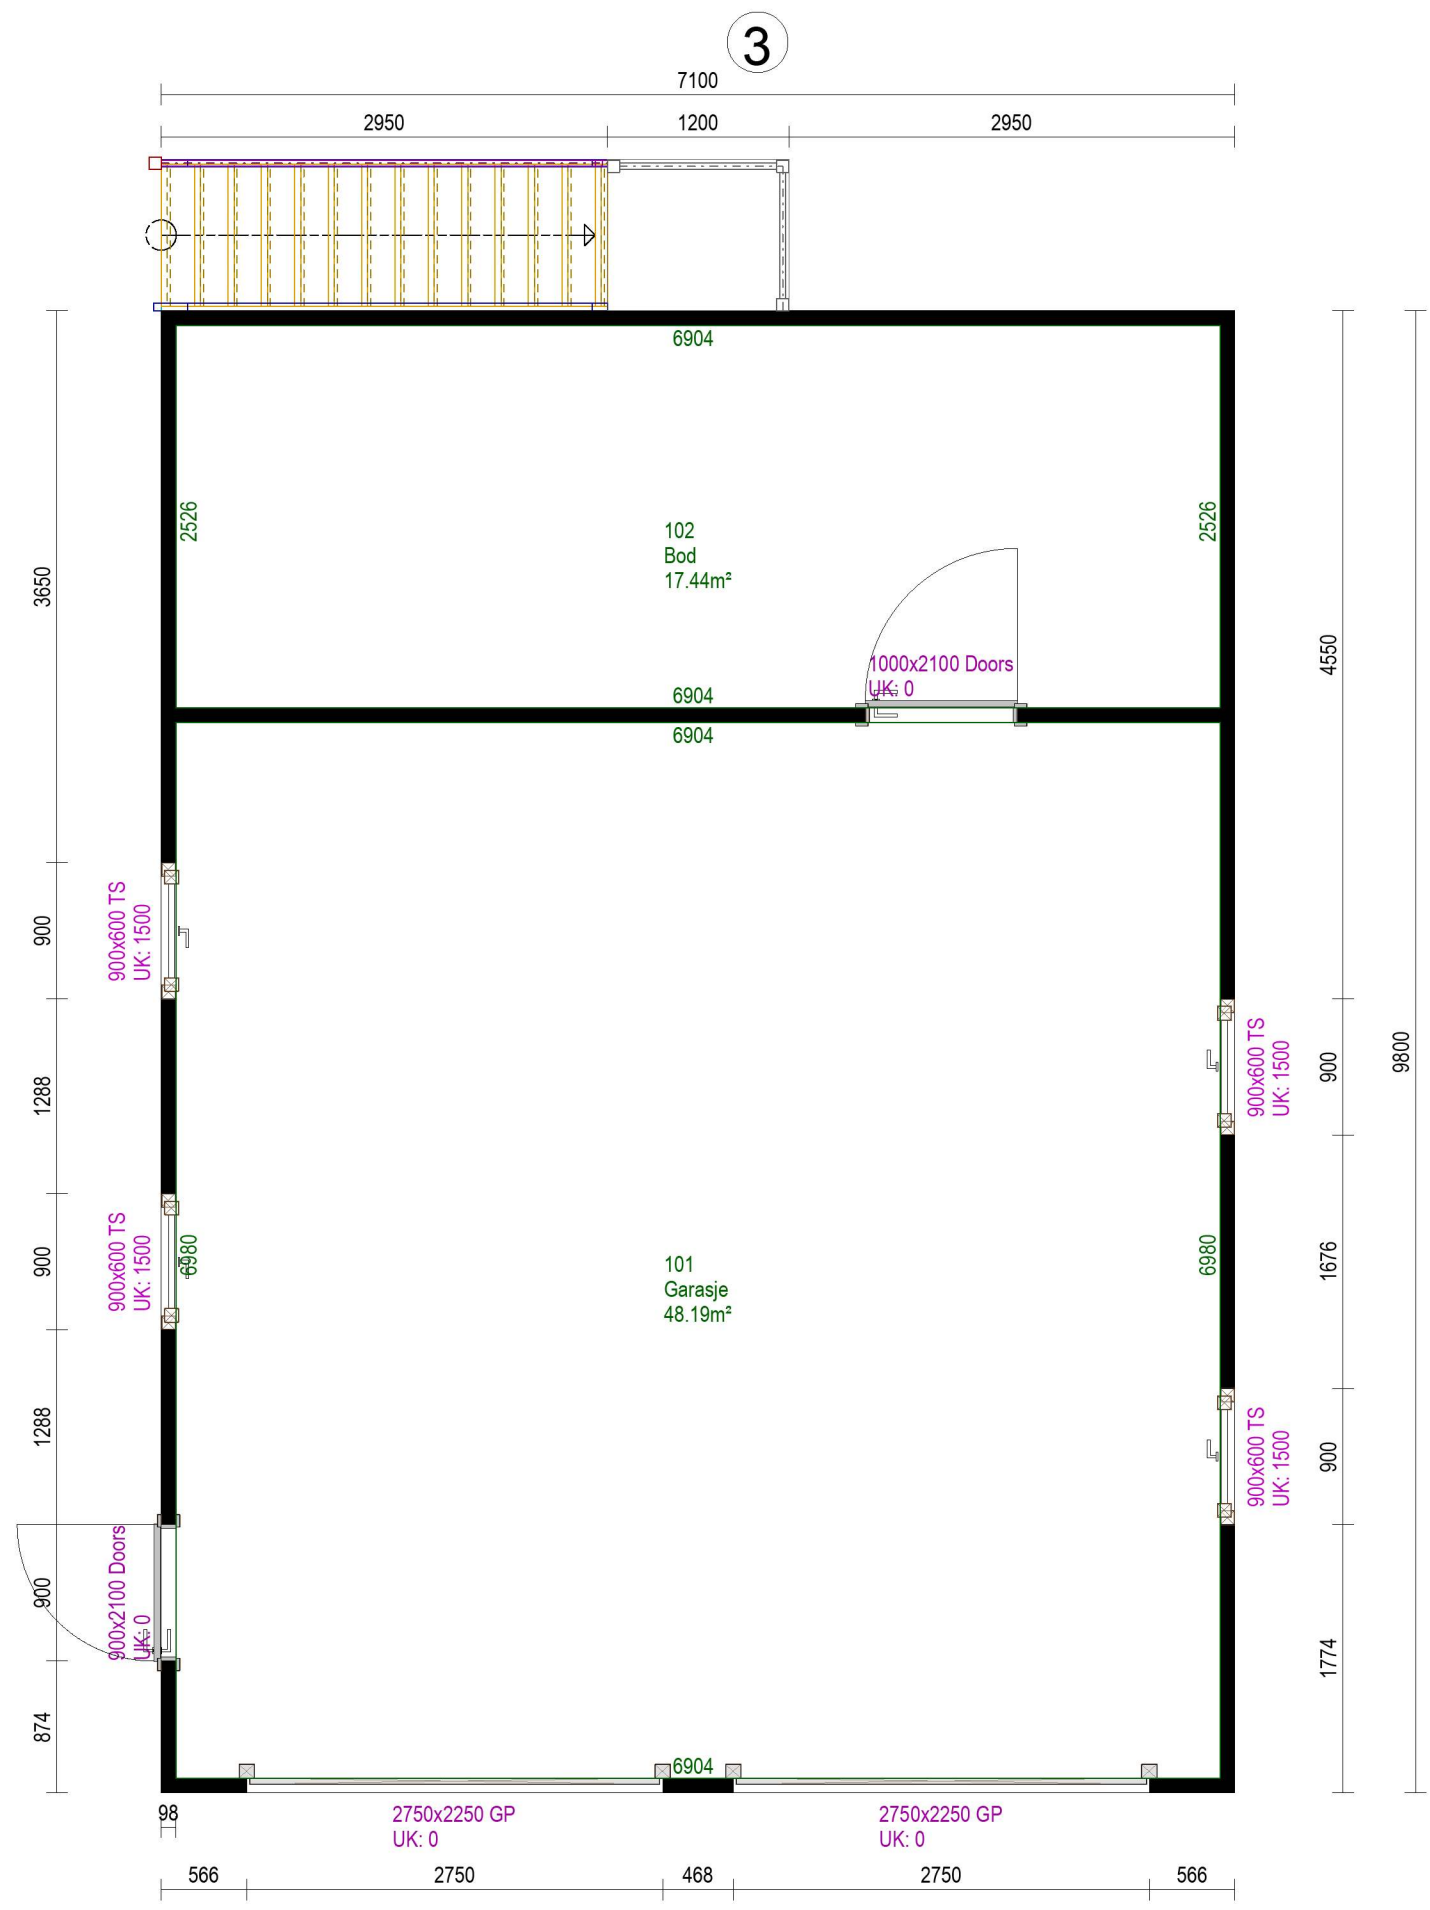 3
7100
2950
1200
2950
6904
2526
2526
102
Bod
17.44m²
3650
4550
1000x2100 Doors
UK: 0
6904
6904
900
900x600 TS
UK: 1500
900x600 TS
UK: 1500
900
9800
1288
900
900x600 TS
UK: 1500
6980
101
Garasje
48.19m²
6980
1676
1288
900x600 TS
UK: 1500
900
900
900x2100 Doors
UK: 0
1774
874
6904
98
2750x2250 GP
UK: 0
2750x2250 GP
UK: 0
566
2750
468
2750
566